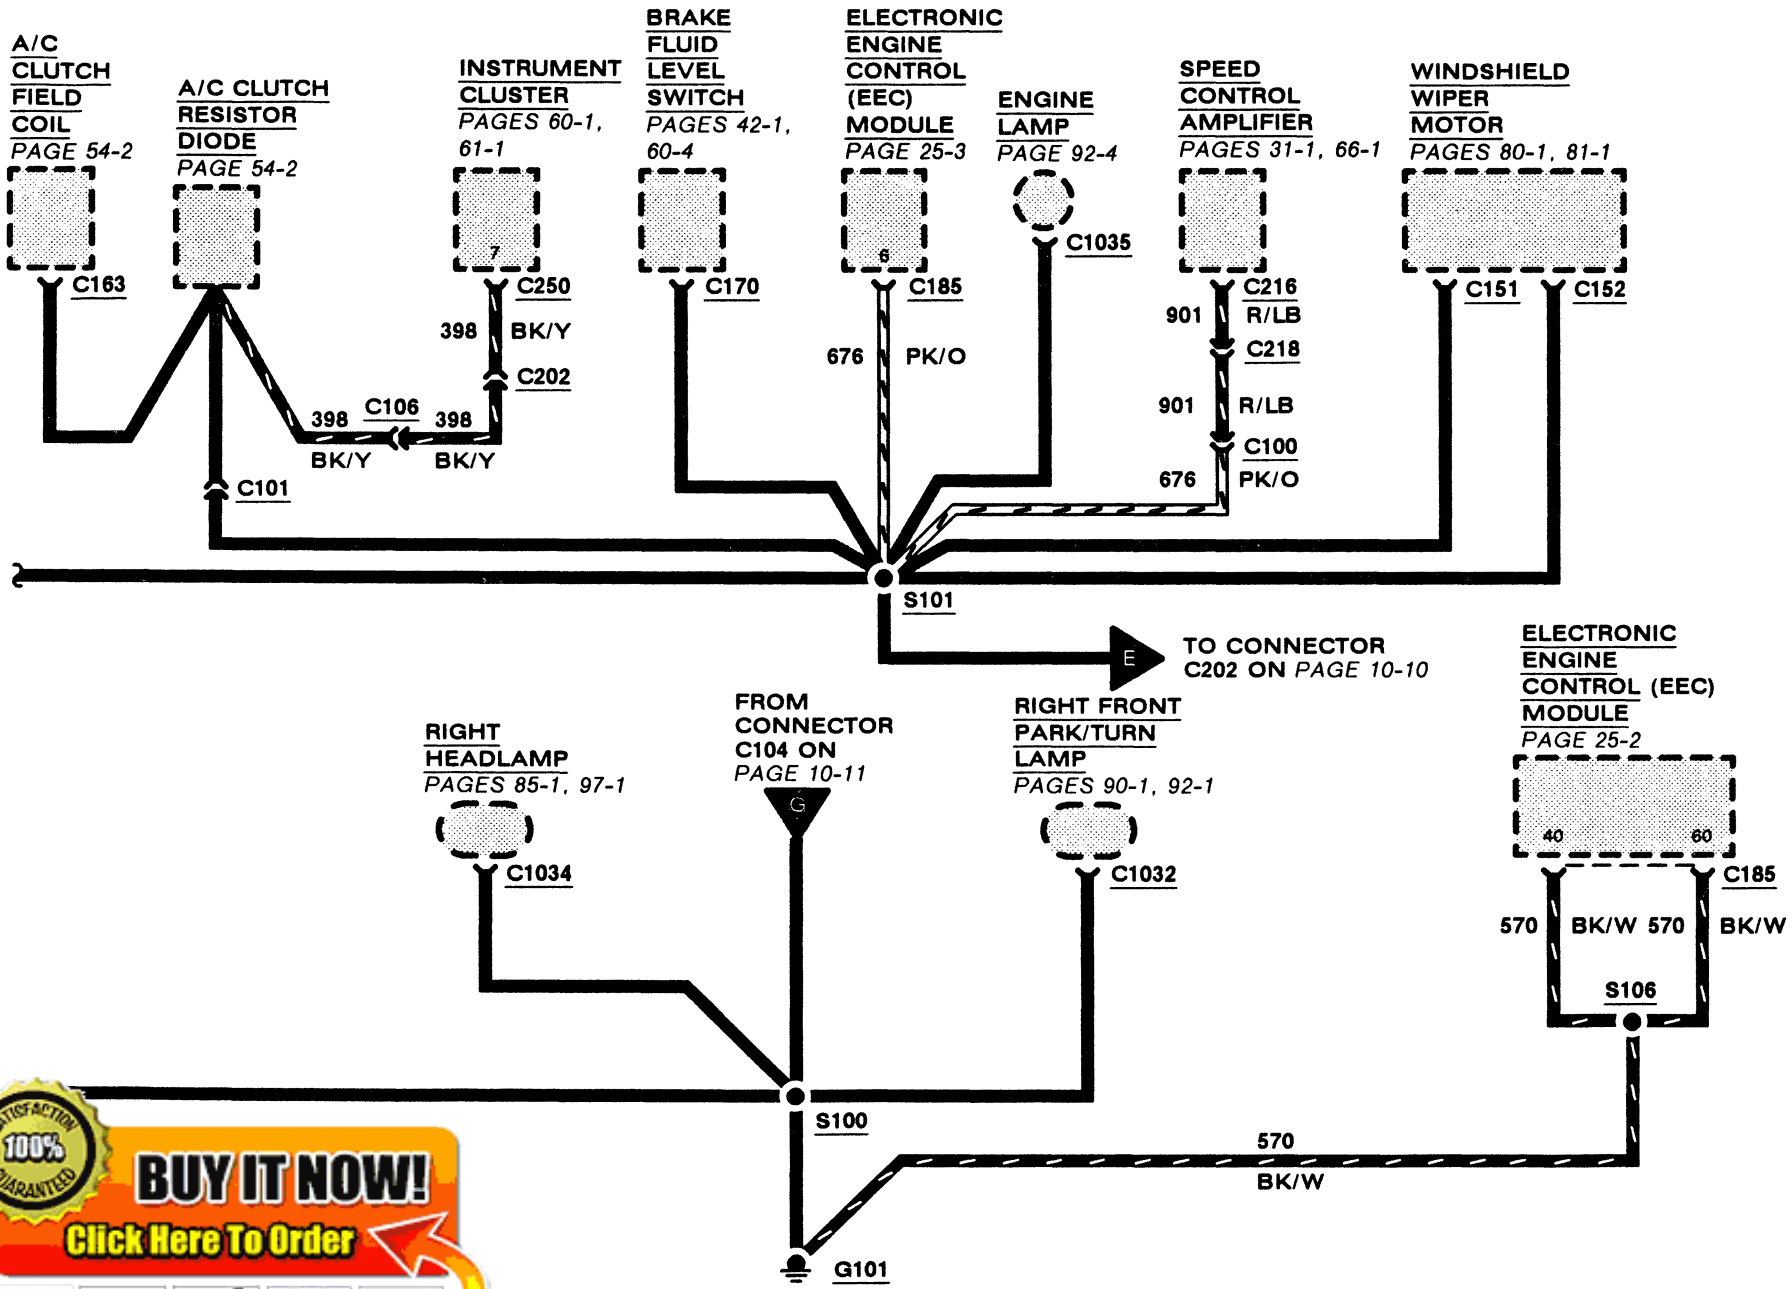 A/C
CLUTCH
FIELD
COIL
PAGE 54-2
A/C CLUTCH
RESISTOR
DIODE
PAGE 54-2
INSTRUMENT
CLUSTER
PAGES 60-1,
61-1
7
BRAKE
FLUID
LEVEL
SWITCH
PAGES 42-1,
60-4
ELECTRONIC
ENGINE
CONTROL
(EEC)
MODULE
PAGE 25-3
6
ENGINE
LAMP
PAGE 92-4
SPEED
CONTROL
AMPLIFIER
PAGES 31-1, 66-1
WINDSHIELD
WIPER
MOTOR
PAGES 80-1, 81-1
C163
C250
C170
C185
C1035
C216
C151
C152
398 BK/Y
C202
676 PK/O
901 R/LB
C218
901 R/LB
C100
676 PK/O
398 C106 398
BK/Y BK/Y
C101
S101
E
TO CONNECTOR
C202 ON PAGE 10-10
RIGHT
HEADLAMP
PAGES 85-1, 97-1
FROM
CONNECTOR
C104 ON
PAGE 10-11
G
RIGHT FRONT
PARK/TURN
LAMP
PAGES 90-1, 92-1
ELECTRONIC
ENGINE
CONTROL (EEC)
MODULE
PAGE 25-2
40 60
C1034
C1032
C185
570 BK/W 570 BK/W
S106
S100
570
BK/W
G101
100%
GUARANTEED
BUY IT NOW!
Click Here To Order